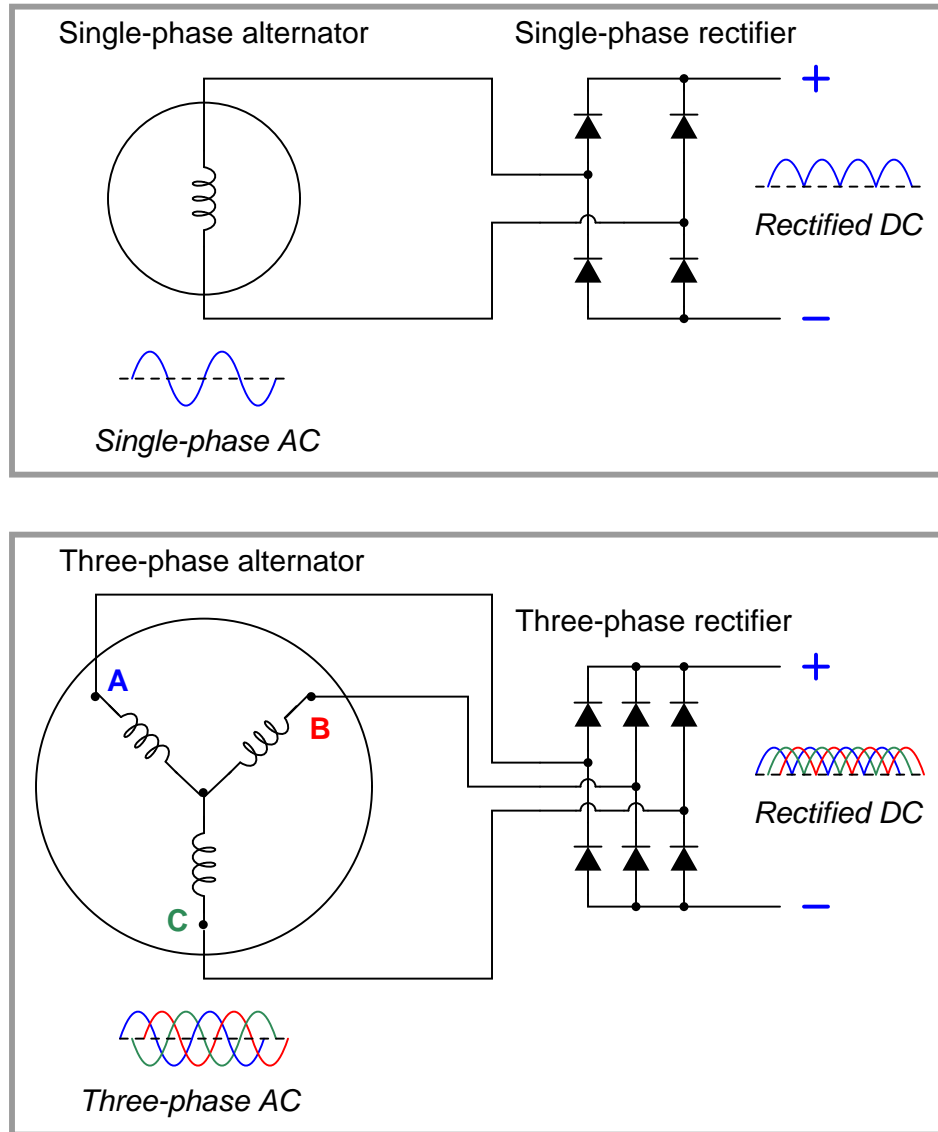 Single-phase alternator
Single-phase rectifier
+
Rectified DC
−
Single-phase AC
Three-phase alternator
Three-phase rectifier
A
B
+
Rectified DC
C
−
Three-phase AC